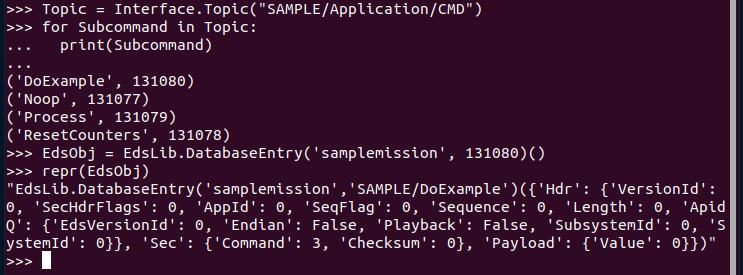 >>> Topic = Interface.Topic("SAMPLE/Application/CMD")
>>> for Subcommand in Topic:
...   print(Subcommand)
...
('DoExample', 131080)
('Noop', 131077)
('Process', 131079)
('ResetCounters', 131078)
>>> EdsObj = EdsLib.DatabaseEntry('samplemission', 131080)()
>>> repr(EdsObj)
"EdsLib.DatabaseEntry('samplemission','SAMPLE/DoExample')({'Hdr': {'VersionId':
0, 'SecHdrFlags': 0, 'AppId': 0, 'SeqFlag': 0, 'Sequence': 0, 'Length': 0, 'Apid
Q': {'EdsVersionId': 0, 'Endian': False, 'Playback': False, 'SubsystemId': 0, 'S
ystemId': 0}}, 'Sec': {'Command': 3, 'Checksum': 0}, 'Payload': {'Value': 0}})"
>>>